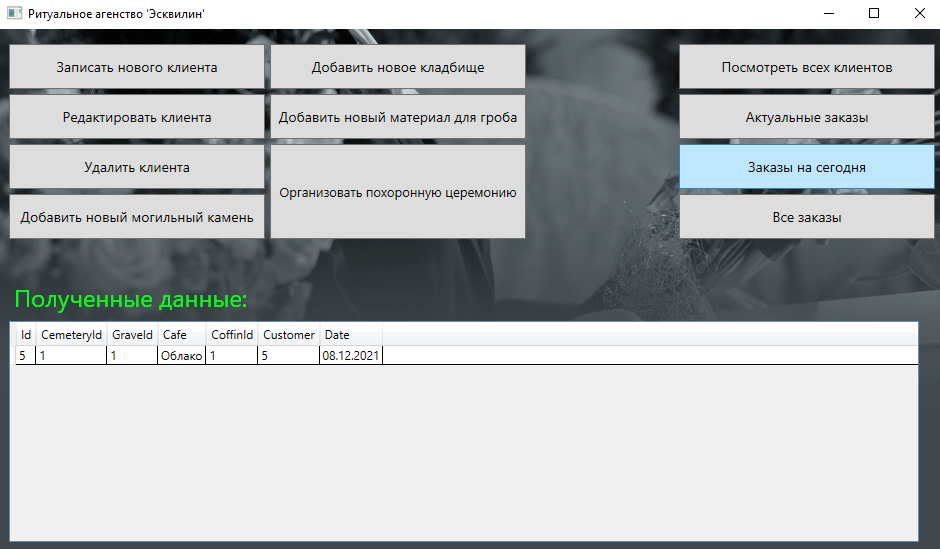 Ритуальное агенство 'Эсквилин'
Записать нового клиента
Добавить новое кладбище
Посмотреть всех клиентов
Редактировать клиента
Добавить новый материал для гроба
Актуальные заказы
Удалить клиента
Организовать похоронную церемонию
Заказы на сегодня
Добавить новый могильный камень
Все заказы
Полученные данные:
Id CemeteryId GraveId Cafe CoffinId Customer Date
5 1 1 Облако 1 5 08.12.2021